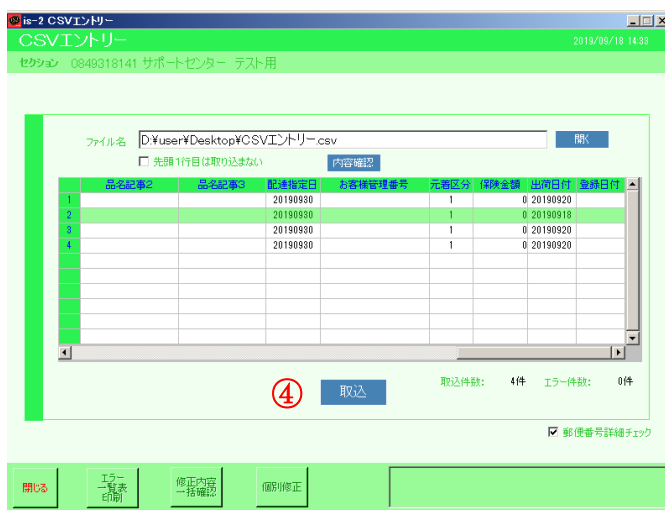 is-2 CSVエントリー
CSVエントリー 2019/09/18 14:33
セクション 0849318141 サポートセンター テスト用
ファイル名 D:¥user¥Desktop¥CSVエントリー.csv 開く
先頭1行目は取り込まない 内容確認
品名記事2 品名記事3 配達指定日 お客様管理番号 元着区分 保険金額 出荷日付 登録日付
1 20190930 1 0 20190920
2 20190930 1 0 20190918
3 20190930 1 0 20190920
4 20190930 1 0 20190920
④ 取込 取込件数: 4件 エラー件数: 0件
郵便番号詳細チェック
閉じる エラー一覧表印刷 修正内容一括確認 個別修正